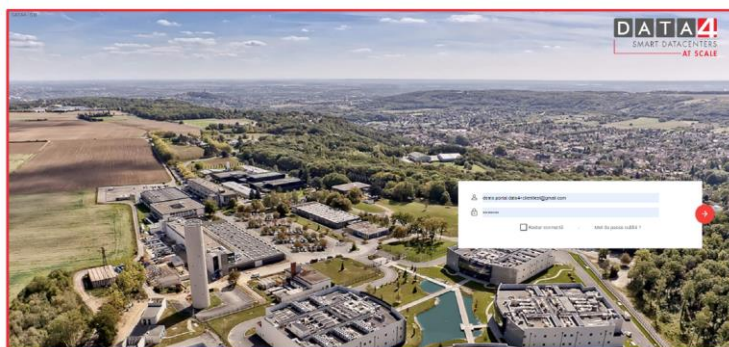 DATA4
SMART DATACENTERS
AT SCALE
Rester connecté
Mot de passe oublié ?